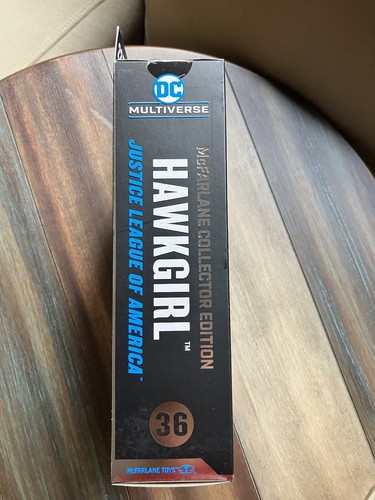 DC
MULTIVERSE
McFARLANE COLLECTOR EDITION
HAWKGIRL™
JUSTICE LEAGUE OF AMERICA™
36
McFARLANE TOYS